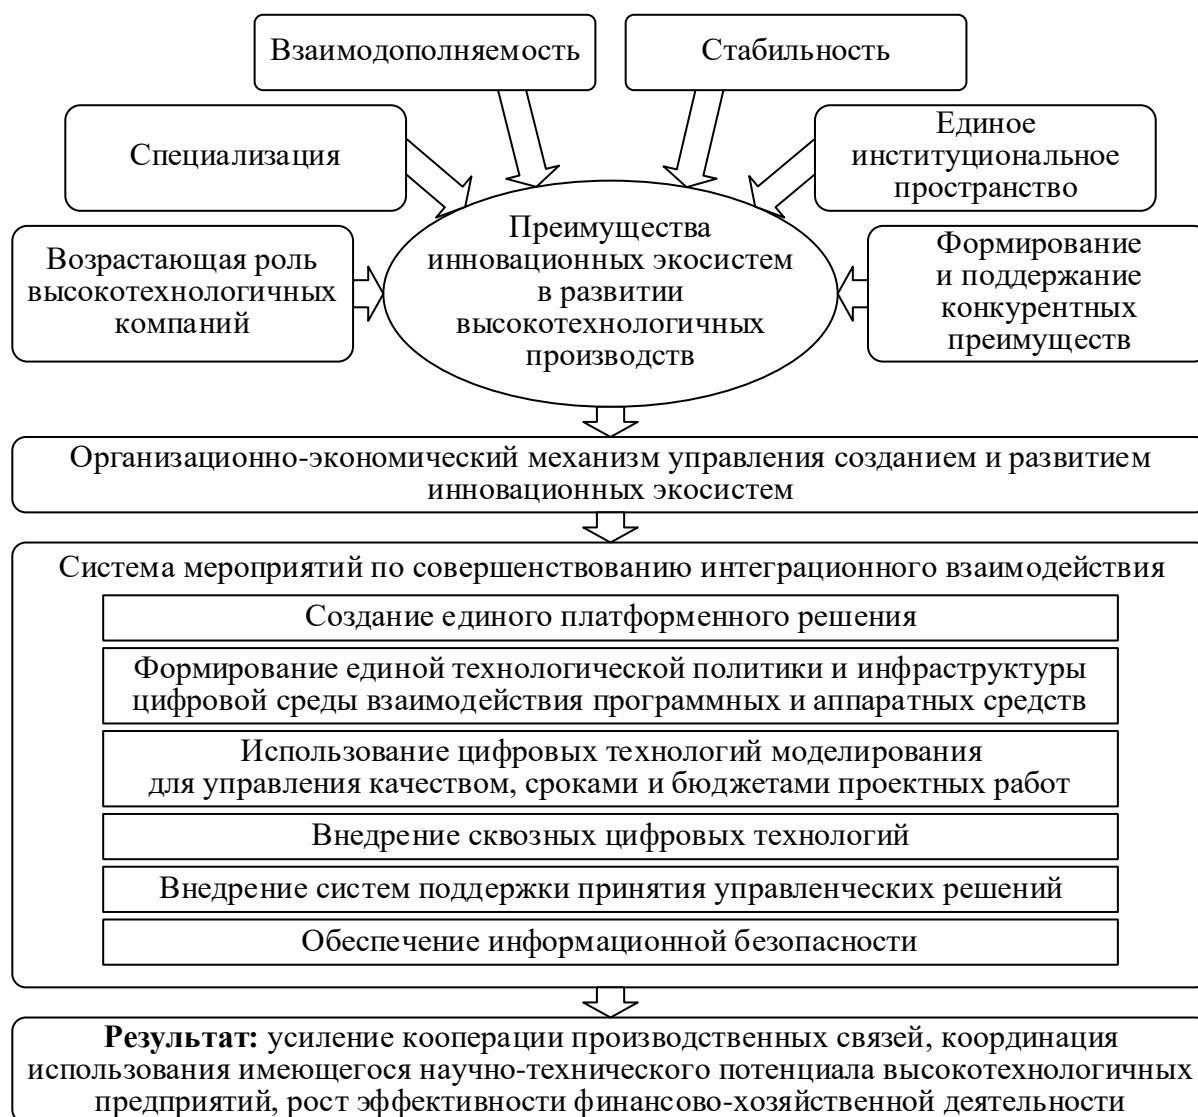 Взаимодополняемость
Стабильность
Специализация
Единое
институциональное
пространство
Возрастающая роль
высокотехнологичных
компаний
Преимущества
инновационных экосистем
в развитии
высокотехнологичных
производств
Формирование
и поддержание
конкурентных
преимуществ
Организационно-экономический механизм управления созданием и развитием
инновационных экосистем
Система мероприятий по совершенствованию интеграционного взаимодействия
Создание единого платформенного решения
Формирование единой технологической политики и инфраструктуры
цифровой среды взаимодействия программных и аппаратных средств
Использование цифровых технологий моделирования
для управления качеством, сроками и бюджетами проектных работ
Внедрение сквозных цифровых технологий
Внедрение систем поддержки принятия управленческих решений
Обеспечение информационной безопасности
Результат: усиление кооперации производственных связей, координация
использования имеющегося научно-технического потенциала высокотехнологичных
предприятий, рост эффективности финансово-хозяйственной деятельности